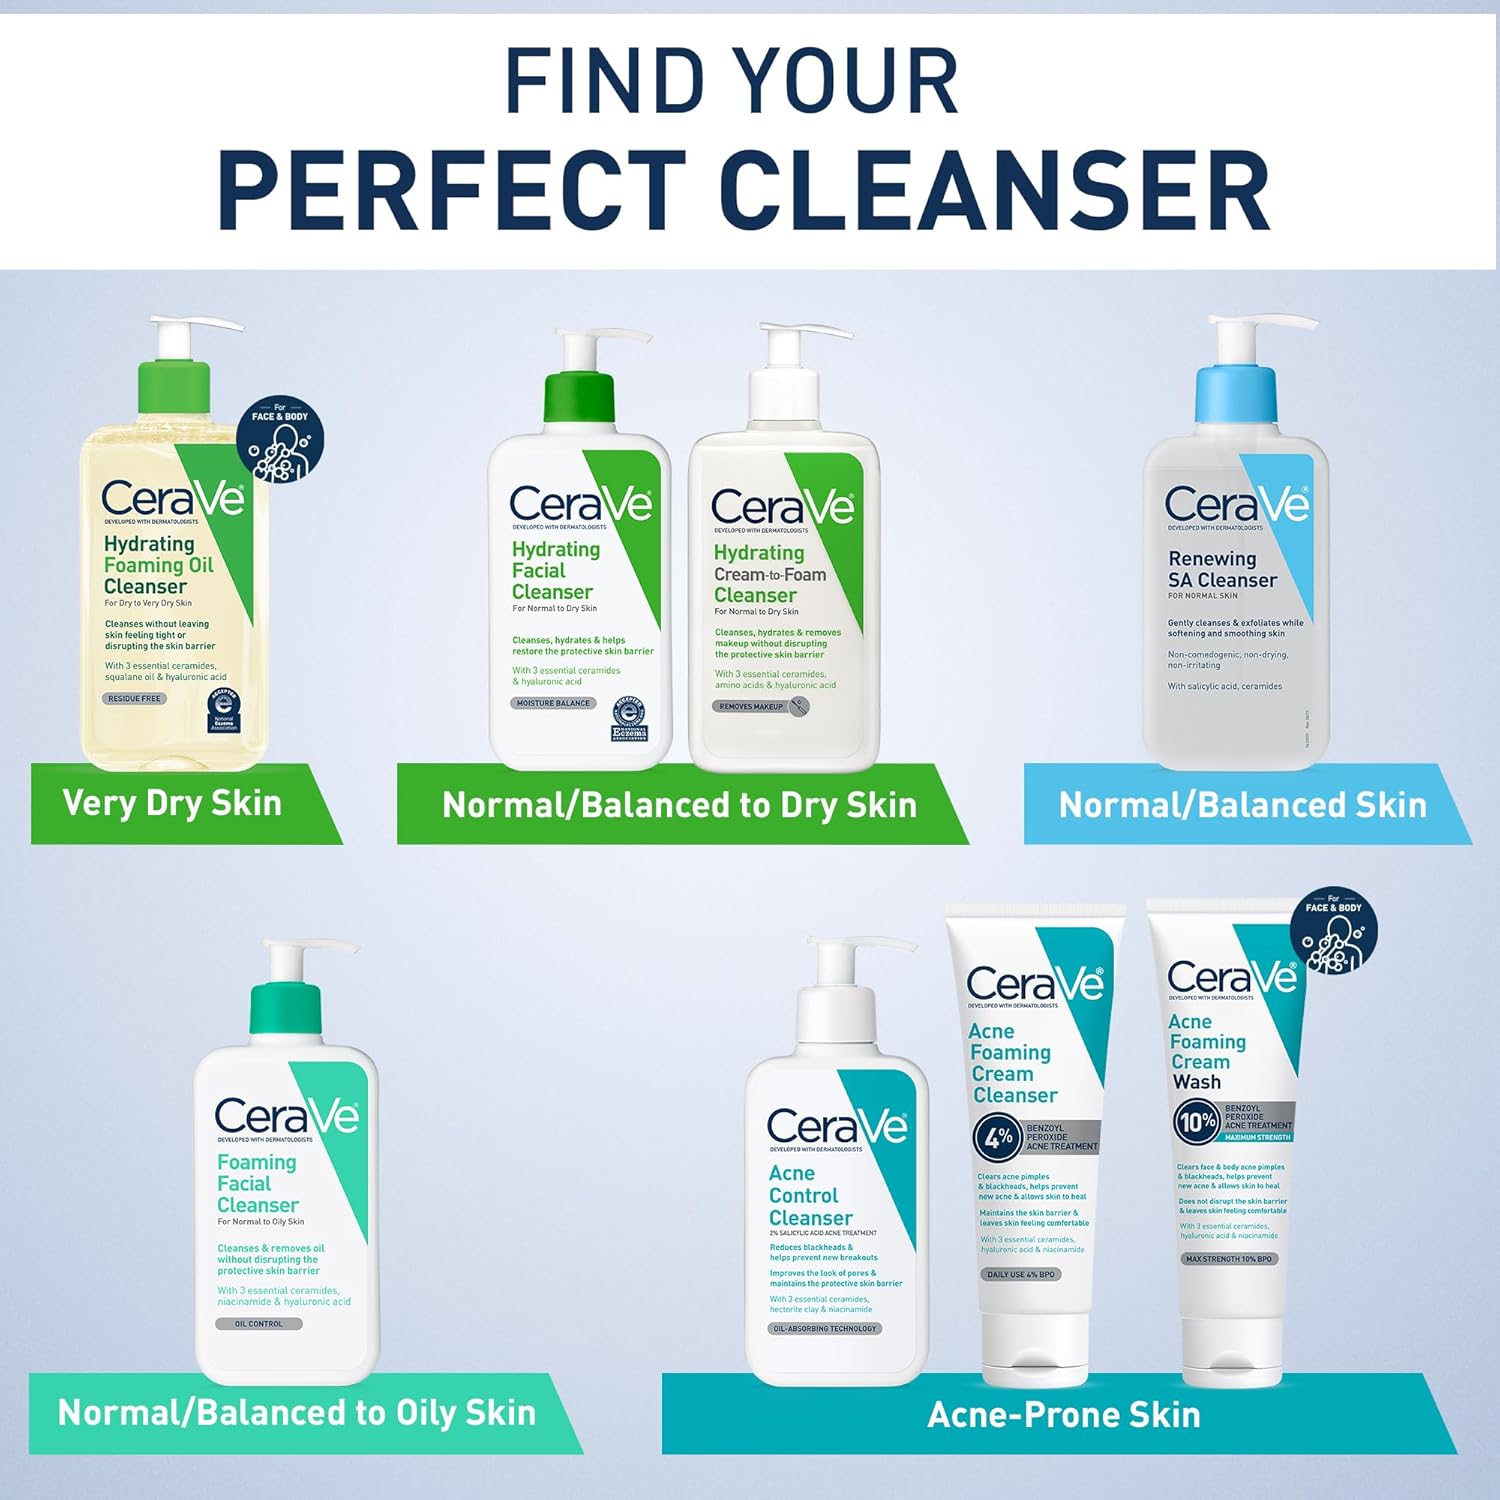 FIND YOUR
PERFECT CLEANSER
For
FACE & BODY
CeraVe®
DEVELOPED WITH DERMATOLOGISTS
Hydrating
Foaming Oil
Cleanser
For Dry to Very Dry Skin
Cleanses without leaving
skin feeling tight or
disrupting the skin barrier
With 3 essential ceramides,
squalane oil & hyaluronic acid
RESIDUE FREE
ACCEPTED
National
Eczema
Association
Very Dry Skin
CeraVe®
DEVELOPED WITH DERMATOLOGISTS
Hydrating
Facial
Cleanser
For Normal to Dry Skin
Cleanses, hydrates & helps
restore the protective skin barrier
With 3 essential ceramides
& hyaluronic acid
MOISTURE BALANCE
ACCEPTED
NATIONAL
Eczema
ASSOCIATION
CeraVe®
DEVELOPED WITH DERMATOLOGISTS
Hydrating
Cream-to-Foam
Cleanser
For Normal to Dry Skin
Cleanses, hydrates & removes
makeup without disrupting
the protective skin barrier
With 3 essential ceramides,
amino acids & hyaluronic acid
REMOVES MAKEUP
Normal/Balanced to Dry Skin
CeraVe®
DEVELOPED WITH DERMATOLOGISTS
Renewing
SA Cleanser
FOR NORMAL SKIN
Gently cleanses & exfoliates while
softening and smoothing skin
Non-comedogenic, non-drying,
non-irritating
With salicylic acid, ceramides
Normal/Balanced Skin
CeraVe®
DEVELOPED WITH DERMATOLOGISTS
Foaming
Facial
Cleanser
For Normal to Oily Skin
Cleanses & removes oil
without disrupting the
protective skin barrier
With 3 essential ceramides,
niacinamide & hyaluronic acid
OIL CONTROL
Normal/Balanced to Oily Skin
CeraVe®
DEVELOPED WITH DERMATOLOGISTS
Acne
Control
Cleanser
2% SALICYLIC ACID ACNE TREATMENT
Reduces blackheads &
helps prevent new breakouts
Improves the look of pores &
maintains the protective skin barrier
With 3 essential ceramides,
hectorite clay & niacinamide
OIL-ABSORBING TECHNOLOGY
CeraVe®
DEVELOPED WITH DERMATOLOGISTS
Acne
Foaming
Cream
Cleanser
4%
BENZOYL
PEROXIDE
ACNE TREATMENT
Clears acne pimples
& blackheads, helps prevent
new acne & allows skin to heal
Maintains the skin barrier &
leaves skin feeling comfortable
With 3 essential ceramides,
hyaluronic acid & niacinamide
DAILY USE 4% BPO
For
FACE & BODY
CeraVe®
DEVELOPED WITH DERMATOLOGISTS
Acne
Foaming
Cream
Wash
10%
BENZOYL
PEROXIDE
ACNE TREATMENT
MAXIMUM STRENGTH
Clears face & body acne pimples
& blackheads, helps prevent
new acne & allows skin to heal
Does not disrupt the skin barrier
& leaves skin feeling comfortable
With 3 essential ceramides,
hyaluronic acid & niacinamide
MAX STRENGTH 10% BPO
Acne-Prone Skin